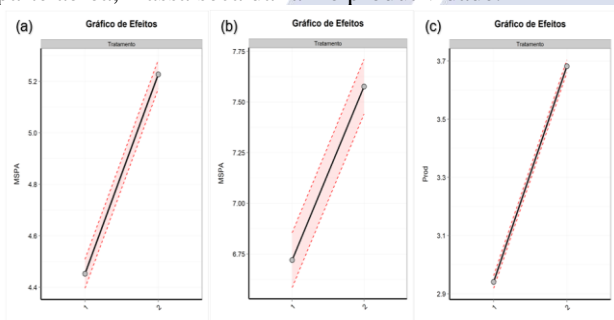 (a)
Gráfico de Efeitos
Tratamento
5.2
5.0
4.8
4.6
4.4
MSPA
1
2
(b)
Gráfico de Efeitos
Tratamento
7.75
7.50
7.25
7.00
6.75
MSPA
1
2
(c)
Gráfico de Efeitos
Tratamento
3.7
3.5
3.3
3.1
2.9
Prod
1
2